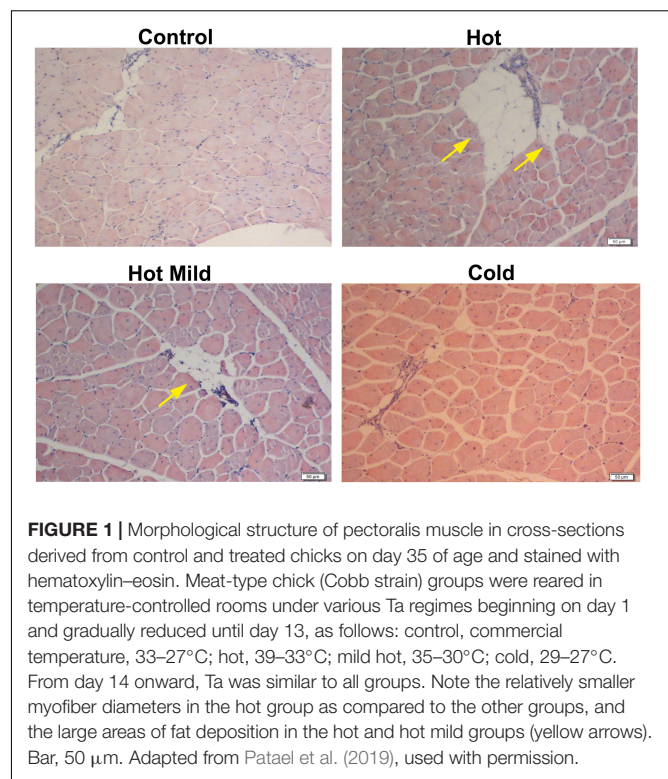 Control
Hot
50 µm
Hot Mild
Cold
50 µm
50 µm
FIGURE 1 | Morphological structure of pectoralis muscle in cross-sections
derived from control and treated chicks on day 35 of age and stained with
hematoxylin–eosin. Meat-type chick (Cobb strain) groups were reared in
temperature-controlled rooms under various Ta regimes beginning on day 1
and gradually reduced until day 13, as follows: control, commercial
temperature, 33–27°C; hot, 39–33°C; mild hot, 35–30°C; cold, 29–27°C.
From day 14 onward, Ta was similar to all groups. Note the relatively smaller
myofiber diameters in the hot group as compared to the other groups, and
the large areas of fat deposition in the hot and hot mild groups (yellow arrows).
Bar, 50 μm. Adapted from Patael et al. (2019), used with permission.